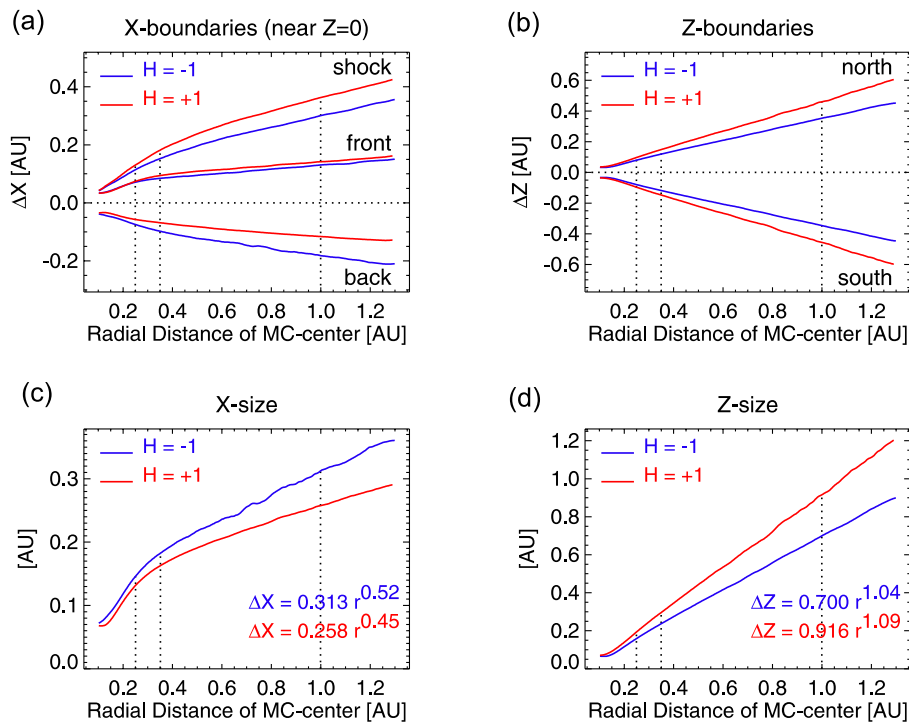 (a)
X-boundaries (near Z=0)
H = -1
H = +1
shock
front
back
ΔX [AU]
0.4
0.2
0.0
-0.2
0.2 0.4 0.6 0.8 1.0 1.2
Radial Distance of MC-center [AU]
(b)
Z-boundaries
H = -1
H = +1
north
south
ΔZ [AU]
0.6
0.4
0.2
0.0
-0.2
-0.4
-0.6
0.2 0.4 0.6 0.8 1.0 1.2
Radial Distance of MC-center [AU]
(c)
X-size
H = -1
H = +1
[AU]
0.3
0.2
0.1
0.0
ΔX = 0.313 r^0.52
ΔX = 0.258 r^0.45
0.2 0.4 0.6 0.8 1.0 1.2
Radial Distance of MC-center [AU]
(d)
Z-size
H = -1
H = +1
[AU]
1.2
1.0
0.8
0.6
0.4
0.2
0.0
ΔZ = 0.700 r^1.04
ΔZ = 0.916 r^1.09
0.2 0.4 0.6 0.8 1.0 1.2
Radial Distance of MC-center [AU]